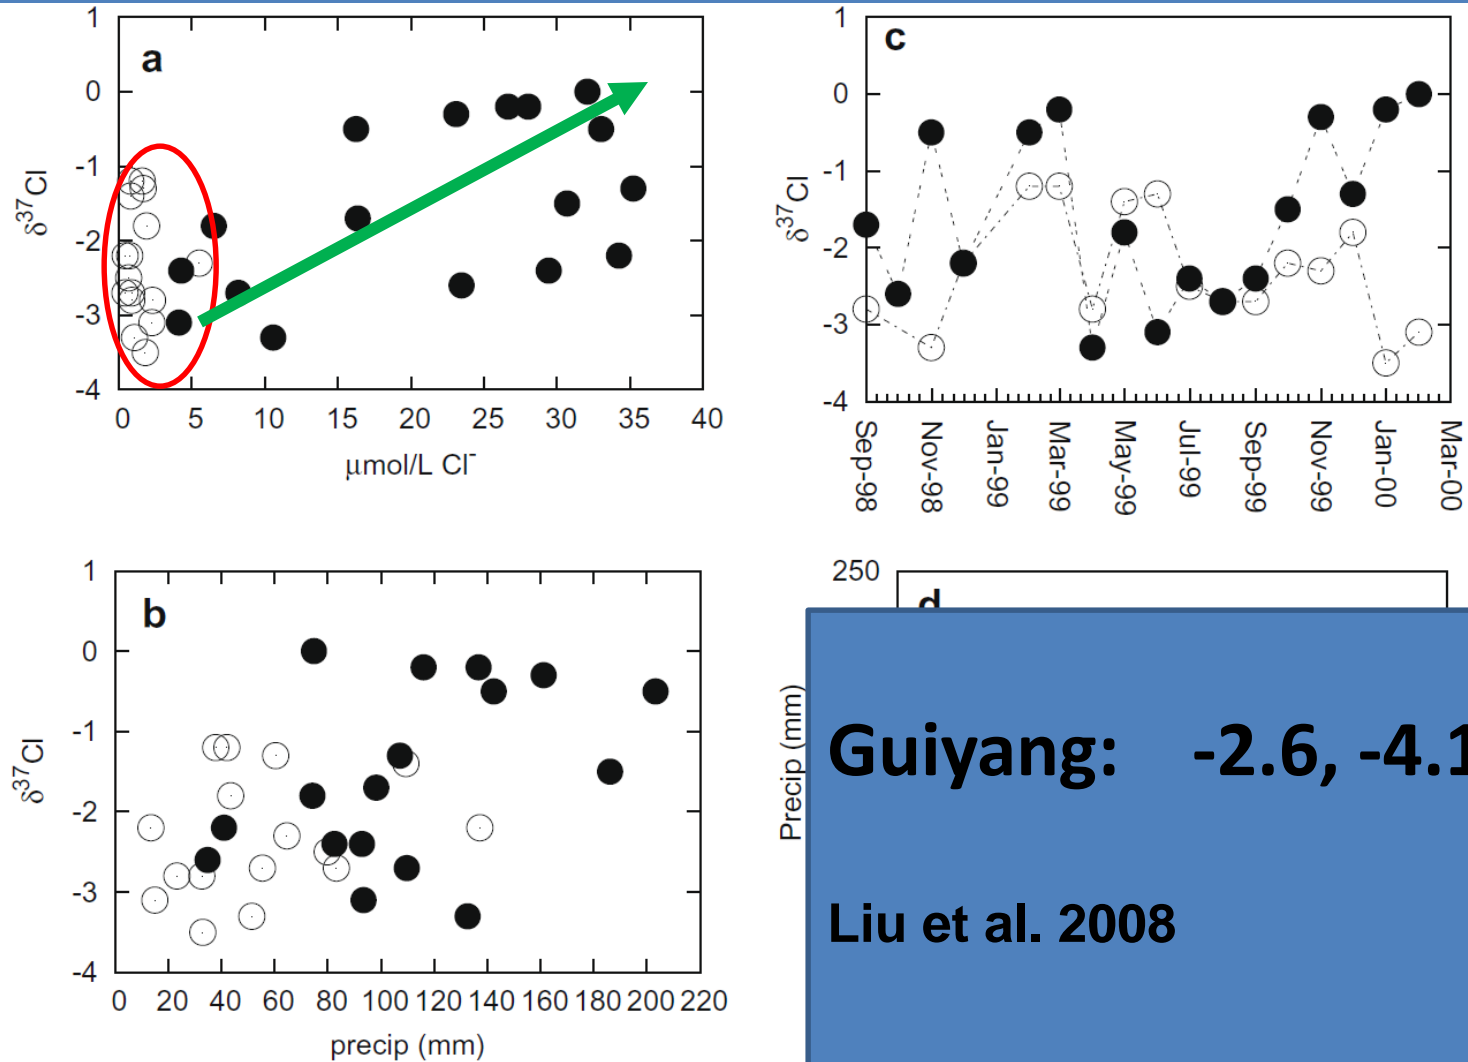 a
1
0
-1
-2
-3
-4
δ37Cl
0 5 10 15 20 25 30 35 40
μmol/L Cl-
c
1
0
-1
-2
-3
-4
δ37Cl
Sep-98 Nov-98 Jan-99 Mar-99 May-99 Jul-99 Sep-99 Nov-99 Jan-00 Mar-00
b
1
0
-1
-2
-3
-4
δ37Cl
0 20 40 60 80 100 120 140 160 180 200 220
precip (mm)
250
d
Precip (mm)
Guiyang: -2.6, -4.1
Liu et al. 2008